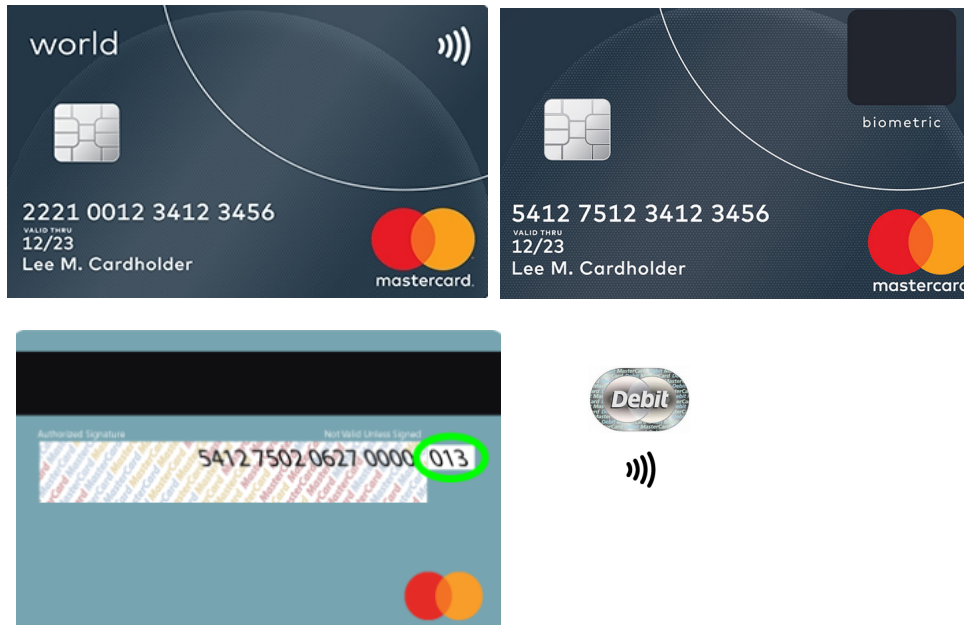 world
2221 0012 3412 3456
VALID THRU
12/23
Lee M. Cardholder
mastercard.
biometric
5412 7512 3412 3456
VALID THRU
12/23
Lee M. Cardholder
mastercard
Authorized Signature
Not Valid Unless Signed
5412 7502 0627 0000 013
Debit